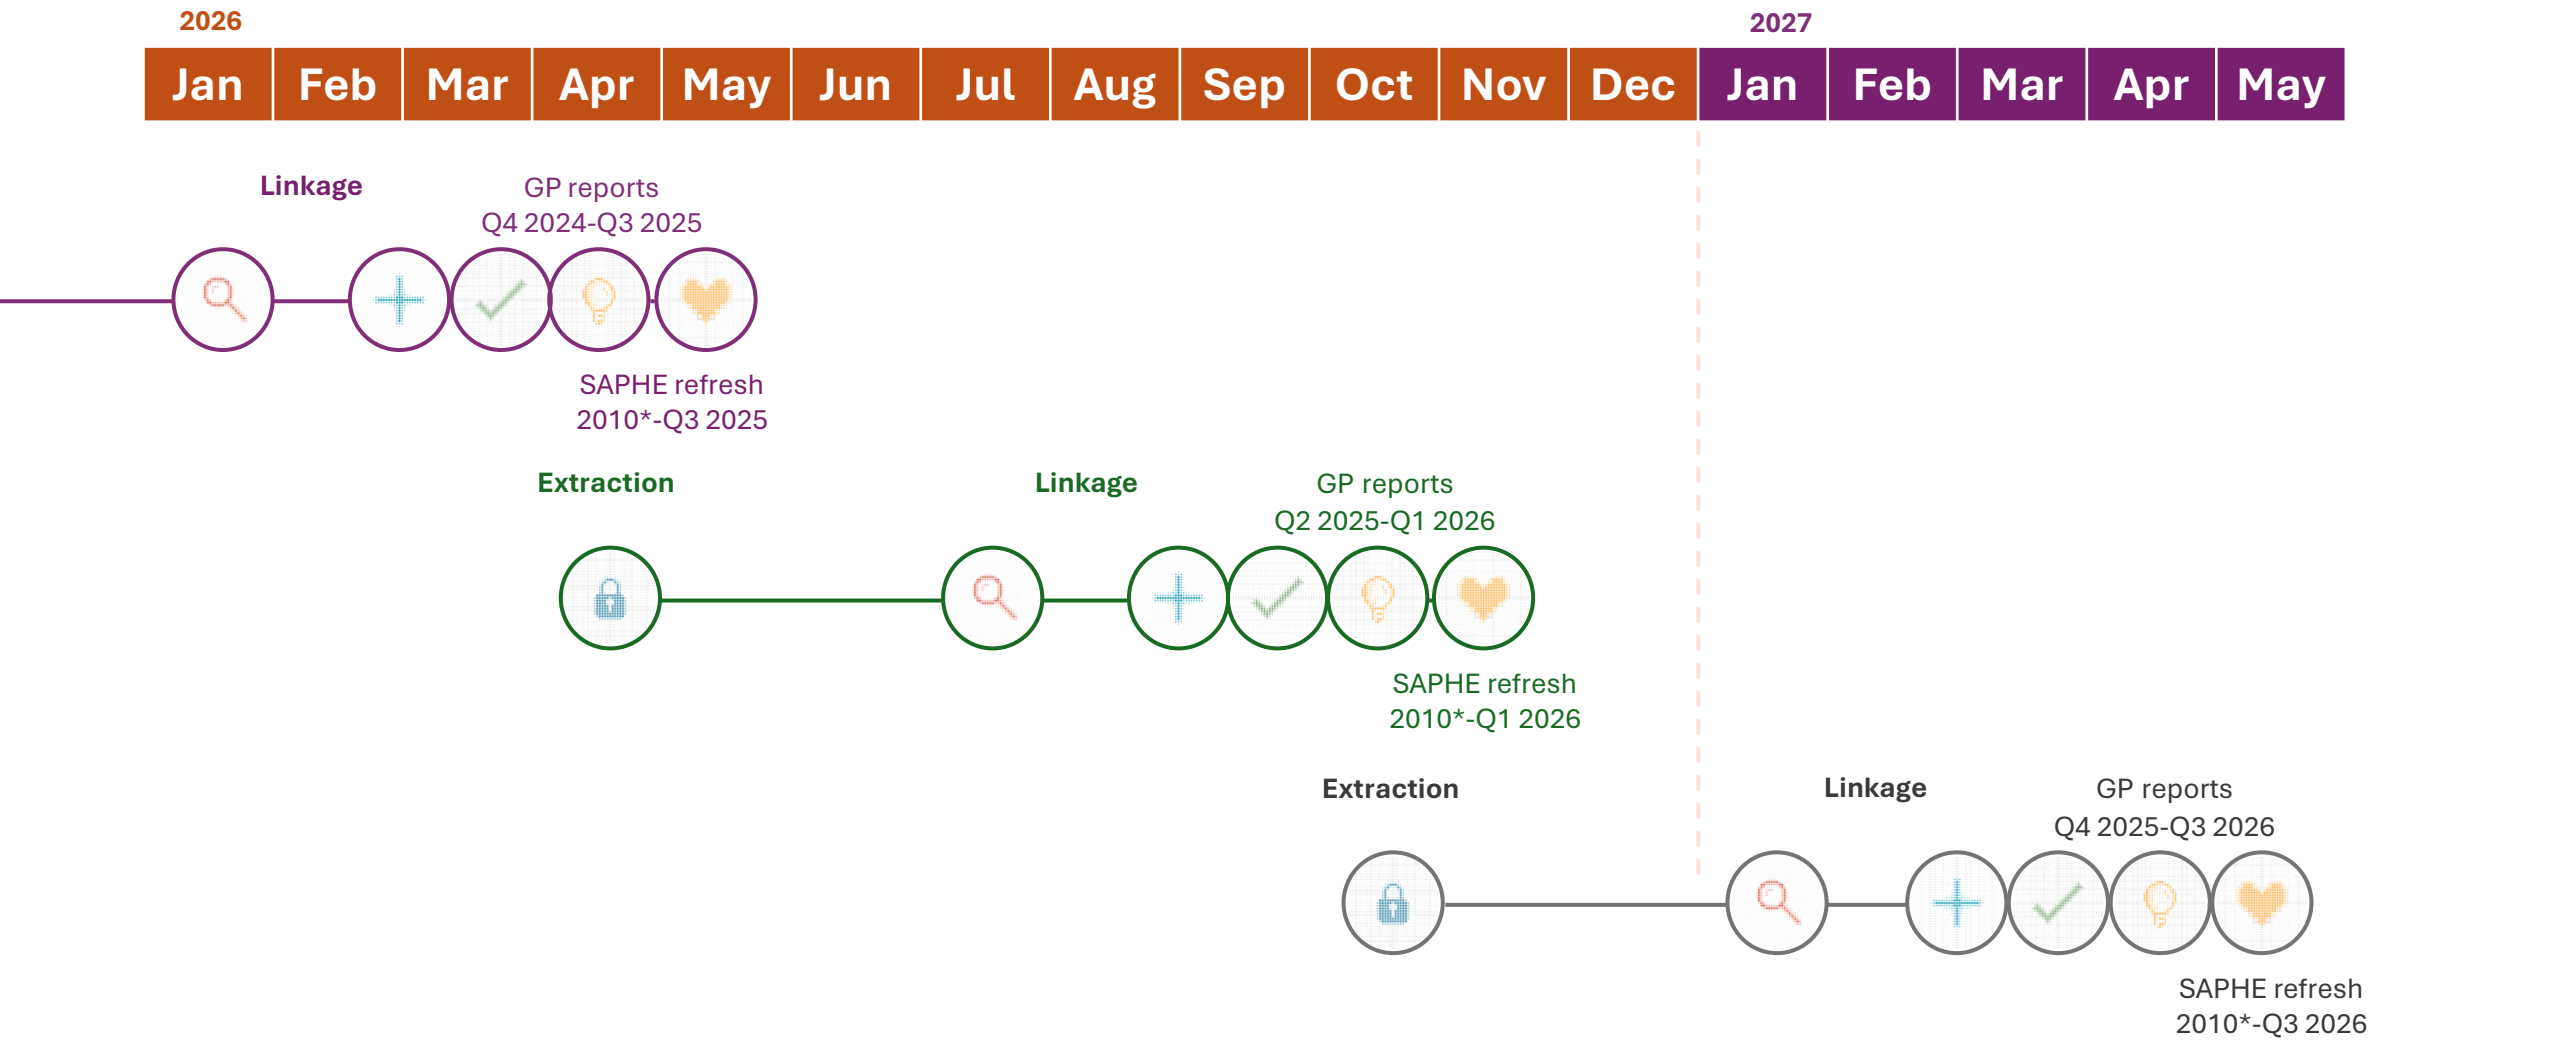 2026
2027
Jan Feb Mar Apr May Jun Jul Aug Sep Oct Nov Dec Jan Feb Mar Apr May
Linkage
GP reports
Q4 2024-Q3 2025
SAPHE refresh
2010*-Q3 2025
Extraction
Linkage
GP reports
Q2 2025-Q1 2026
SAPHE refresh
2010*-Q1 2026
Extraction
Linkage
GP reports
Q4 2025-Q3 2026
SAPHE refresh
2010*-Q3 2026